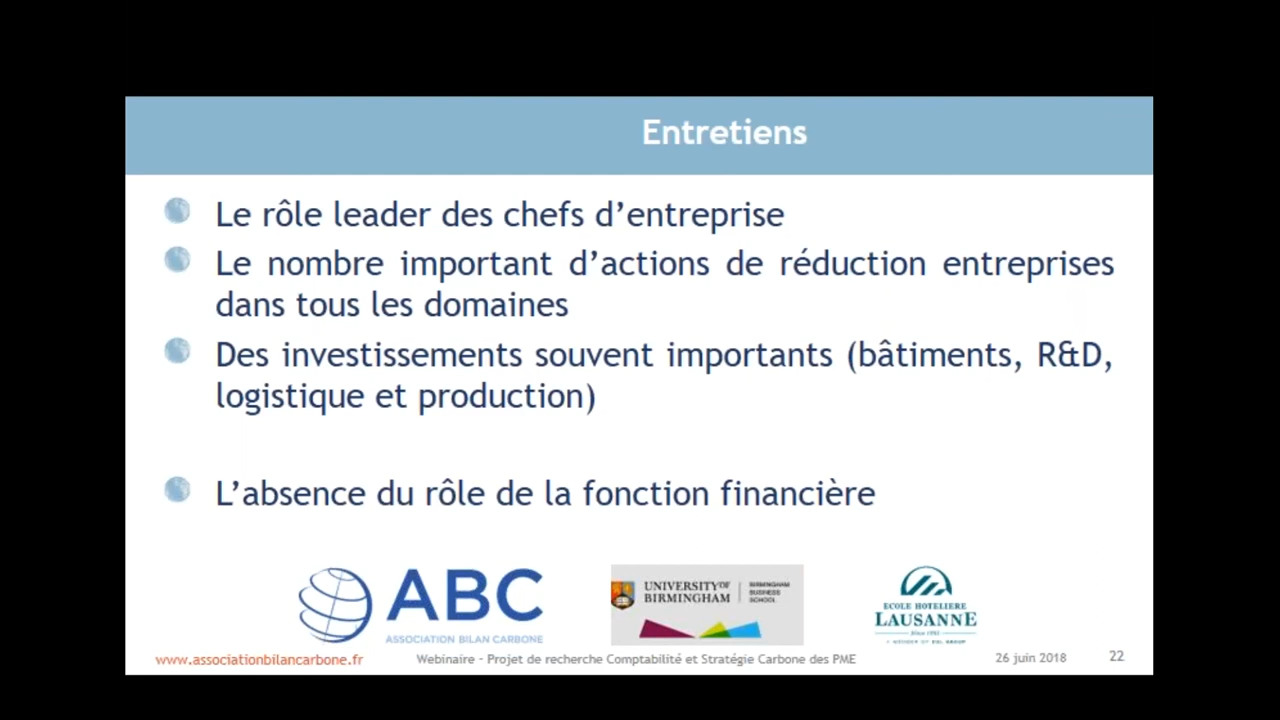 Entretiens
Le rôle leader des chefs d’entreprise
Le nombre important d’actions de réduction entreprises
dans tous les domaines
Des investissements souvent importants (bâtiments, R&D,
logistique et production)
L’absence du rôle de la fonction financière
ABC
ASSOCIATION BILAN CARBONE
UNIVERSITY OF
BIRMINGHAM
BIRMINGHAM
BUSINESS
SCHOOL
ECOLE HOTELIERE
LAUSANNE
www.associationbilancarbone.fr
Webinaire - Projet de recherche Comptabilité et Stratégie Carbone des PME
26 juin 2018
22